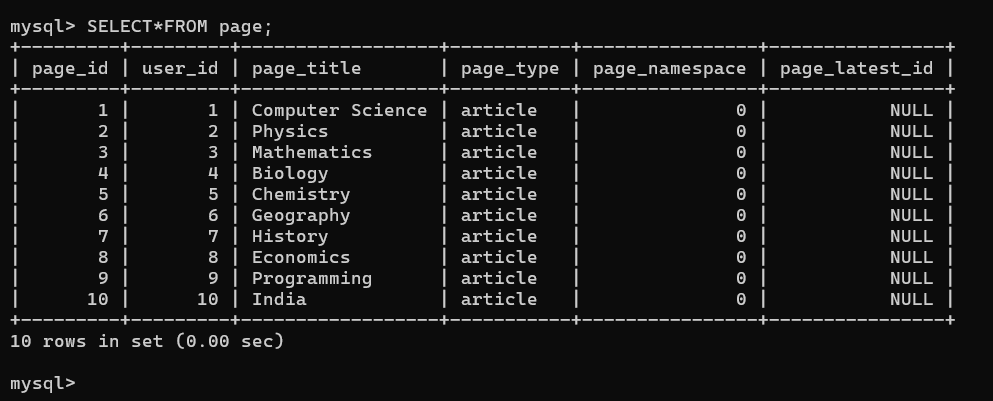 mysql> SELECT*FROM page;
+---------+---------+------------------+-----------+----------------+----------------+
| page_id | user_id | page_title       | page_type | page_namespace | page_latest_id |
+---------+---------+------------------+-----------+----------------+----------------+
|       1 |       1 | Computer Science | article   |              0 |           NULL |
|       2 |       2 | Physics          | article   |              0 |           NULL |
|       3 |       3 | Mathematics      | article   |              0 |           NULL |
|       4 |       4 | Biology          | article   |              0 |           NULL |
|       5 |       5 | Chemistry        | article   |              0 |           NULL |
|       6 |       6 | Geography        | article   |              0 |           NULL |
|       7 |       7 | History          | article   |              0 |           NULL |
|       8 |       8 | Economics        | article   |              0 |           NULL |
|       9 |       9 | Programming      | article   |              0 |           NULL |
|      10 |      10 | India            | article   |              0 |           NULL |
+---------+---------+------------------+-----------+----------------+----------------+
10 rows in set (0.00 sec)
mysql>